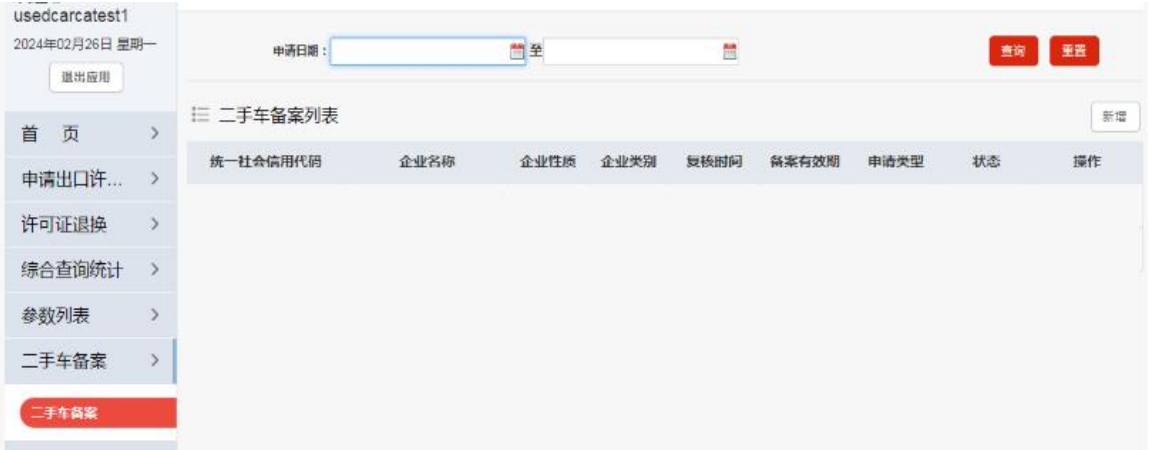 usedcarcatest1
2024年02月26日 星期一
退出应用
首 页
申请出口许...
许可证退换
综合查询统计
参数列表
二手车备案
二手车备案
申请日期： 至 查询 重置
二手车备案列表 新增
统一社会信用代码 企业名称 企业性质 企业类别 复核时间 备案有效期 申请类型 状态 操作